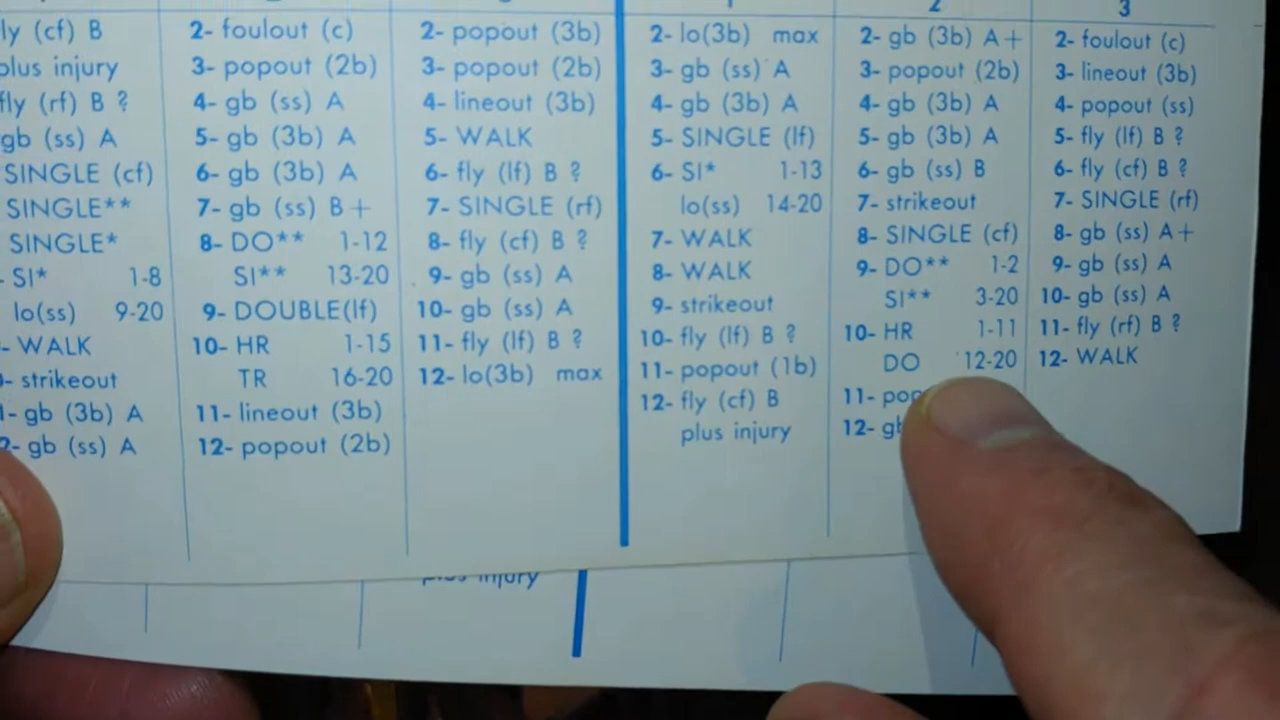 2
3
ly (cf) B
plus injury
fly (rf) B ?
gb (ss) A
SINGLE (cf)
SINGLE**
SINGLE*
- SI* 1-8
lo(ss) 9-20
- WALK
- strikeout
1- gb (3b) A
2- gb (ss) A
2- foulout (c)
3- popout (2b)
4- gb (ss) A
5- gb (3b) A
6- gb (3b) A
7- gb (ss) B+
8- DO** 1-12
SI** 13-20
9- DOUBLE(lf)
10- HR 1-15
TR 16-20
11- lineout (3b)
12- popout (2b)
2- popout (3b)
3- popout (2b)
4- lineout (3b)
5- WALK
6- fly (lf) B ?
7- SINGLE (rf)
8- fly (cf) B ?
9- gb (ss) A
10- gb (ss) A
11- fly (lf) B ?
12- lo(3b) max
2- lo(3b) max
3- gb (ss) A
4- gb (3b) A
5- SINGLE (lf)
6- SI* 1-13
lo(ss) 14-20
7- WALK
8- WALK
9- strikeout
10- fly (lf) B ?
11- popout (1b)
12- fly (cf) B
plus injury
2- gb (3b) A+
3- popout (2b)
4- gb (3b) A
5- gb (3b) A
6- gb (ss) B
7- strikeout
8- SINGLE (cf)
9- DO** 1-2
SI** 3-20
10- HR 1-11
DO 12-20
11- pop
12- gb
2- foulout (c)
3- lineout (3b)
4- popout (ss)
5- fly (lf) B ?
6- fly (cf) B ?
7- SINGLE (rf)
8- gb (ss) A+
9- gb (ss) A
10- gb (ss) A
11- fly (rf) B ?
12- WALK
plus injury